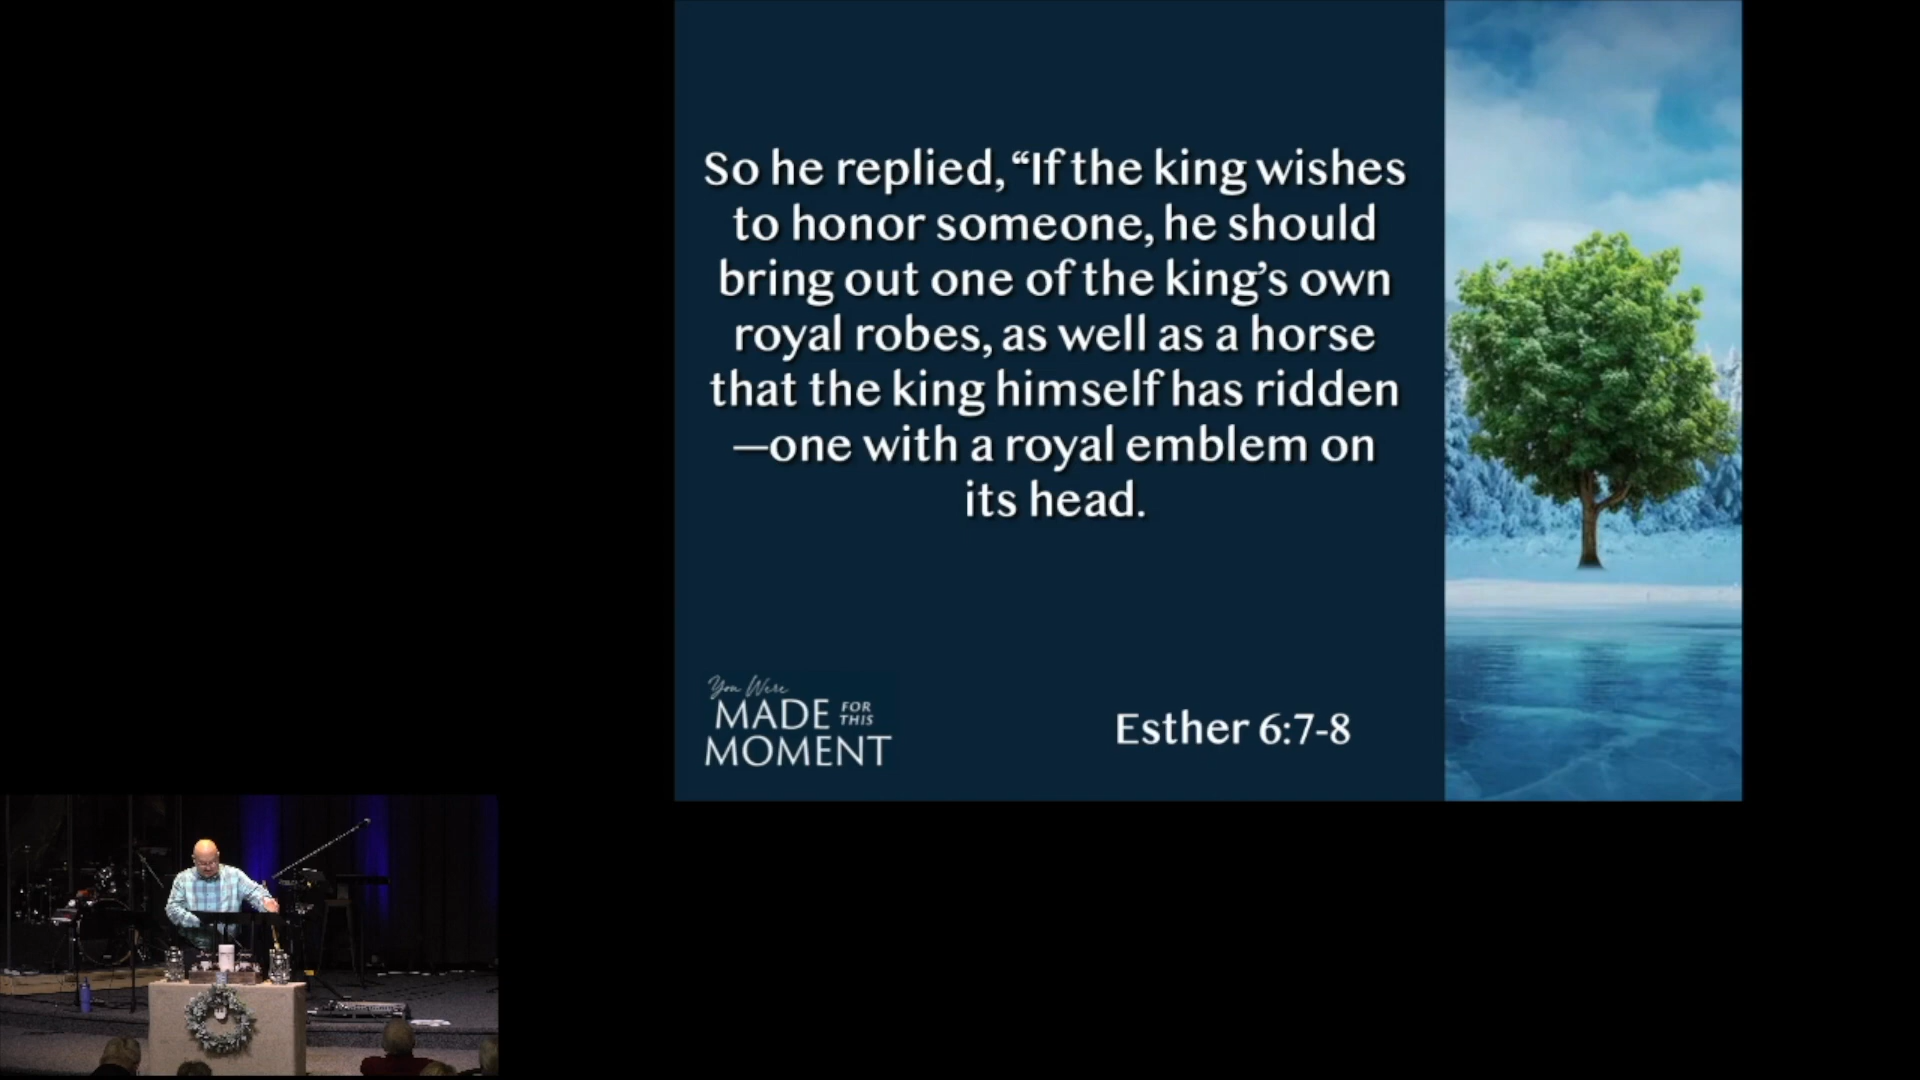 So he replied, “If the king wishes
to honor someone, he should
bring out one of the king’s own
royal robes, as well as a horse
that the king himself has ridden
—one with a royal emblem on
its head.
You Were
MADE FOR THIS
MOMENT
Esther 6:7-8